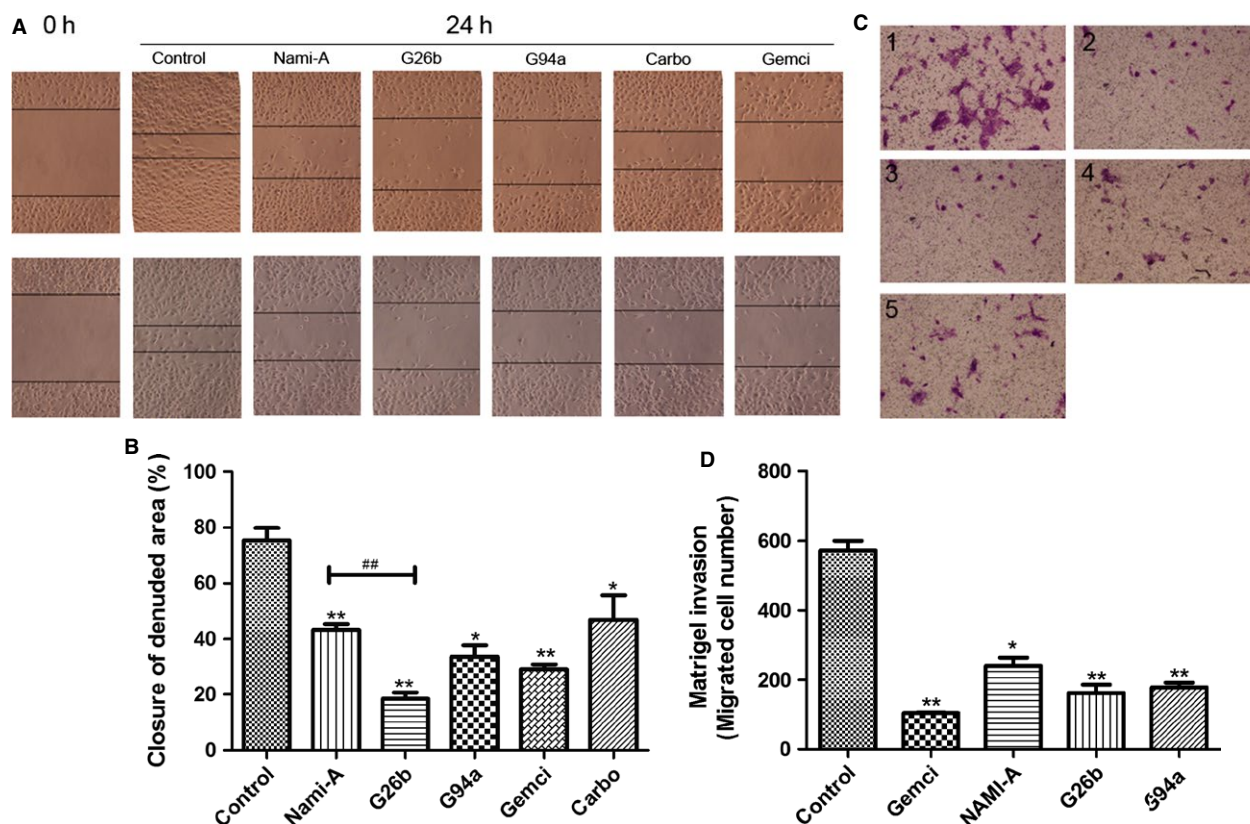 A
0 h
24 h
Control Nami-A G26b G94a Carbo Gemci
C
1
2
3
4
5
B
Closure of denuded area (%)
100
80
60
40
20
0
**
##
**
*
**
*
Control Nami-A G26b G94a Gemci Carbo
D
Matrigel invasion
(Migrated cell number)
800
600
400
200
0
**
*
**
**
Control Gemci NAMI-A G26b G94a